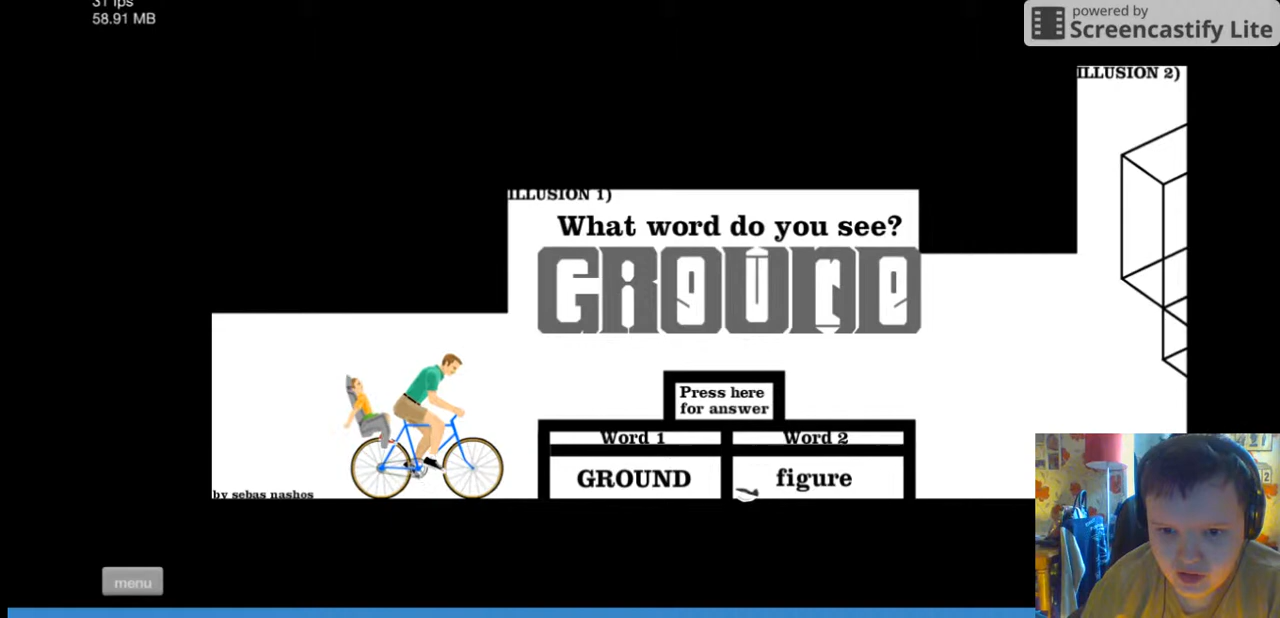 31 fps
58.91 MB
powered by
Screencastify Lite
ILLUSION 2)
ILLUSION 1)
What word do you see?
GROUND
Press here
for answer
Word 1
Word 2
GROUND
figure
by sebas nashos
menu